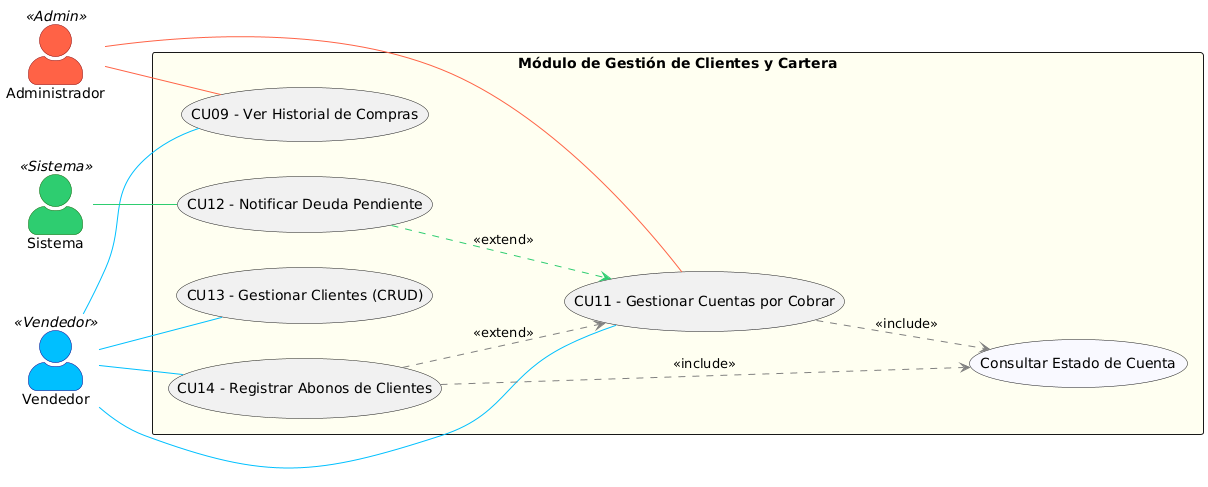 «Admin»
Administrador
Módulo de Gestión de Clientes y Cartera
CU09 - Ver Historial de Compras
«Sistema»
Sistema
CU12 - Notificar Deuda Pendiente
«extend»
CU13 - Gestionar Clientes (CRUD)
CU11 - Gestionar Cuentas por Cobrar
«Vendedor»
Vendedor
«extend»
«include»
CU14 - Registrar Abonos de Clientes
«include»
Consultar Estado de Cuenta